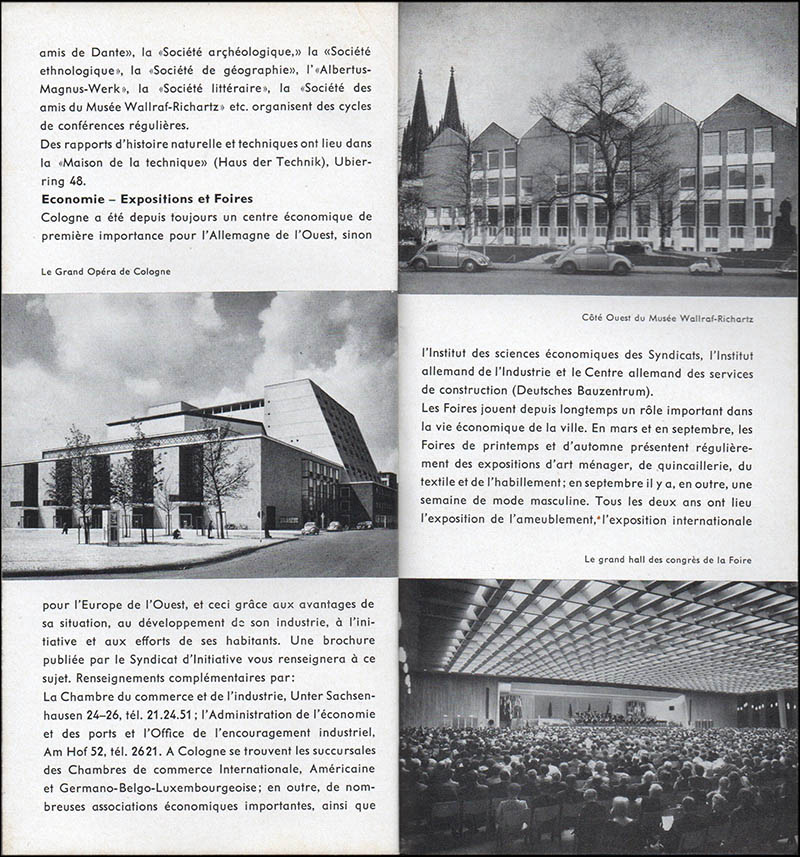 amis de Dante», la «Société arçhéologique,» la «Société
ethnologique», la «Société de géographie», l'«Albertus-
Magnus-Werk», la «Société littéraire», la «Société des
amis du Musée Wallraf-Richartz» etc. organisent des cycles
de conférences régulières.
Des rapports d'histoire naturelle et techniques ont lieu dans
la «Maison de la technique» (Haus der Technik), Ubier-
ring 48.
Economie – Expositions et Foires
Cologne a été depuis toujours un centre économique de
première importance pour l'Allemagne de l'Ouest, sinon
Le Grand Opéra de Cologne
pour l'Europe de l'Ouest, et ceci grâce aux avantages de
sa situation, au développement de son industrie, à l'ini-
tiative et aux efforts de ses habitants. Une brochure
publiée par le Syndicat d'Initiative vous renseignera à ce
sujet. Renseignements complémentaires par:
La Chambre du commerce et de l'industrie, Unter Sachsen-
hausen 24–26, tél. 21.24.51; l'Administration de l'économie
et des ports et l'Office de l'encouragement industriel,
Am Hof 52, tél. 2621. A Cologne se trouvent les succursales
des Chambres de commerce Internationale, Américaine
et Germano-Belgo-Luxembourgeoise; en outre, de nom-
breuses associations économiques importantes, ainsi que
Côté Ouest du Musée Wallraf-Richartz
l'Institut des sciences économiques des Syndicats, l'Institut
allemand de l'Industrie et le Centre allemand des services
de construction (Deutsches Bauzentrum).
Les Foires jouent depuis longtemps un rôle important dans
la vie économique de la ville. En mars et en septembre, les
Foires de printemps et d'automne présentent régulière-
ment des expositions d'art ménager, de quincaillerie, du
textile et de l'habillement; en septembre il y a, en outre, une
semaine de mode masculine. Tous les deux ans ont lieu
l'exposition de l'ameublement, l'exposition internationale
Le grand hall des congrès de la Foire